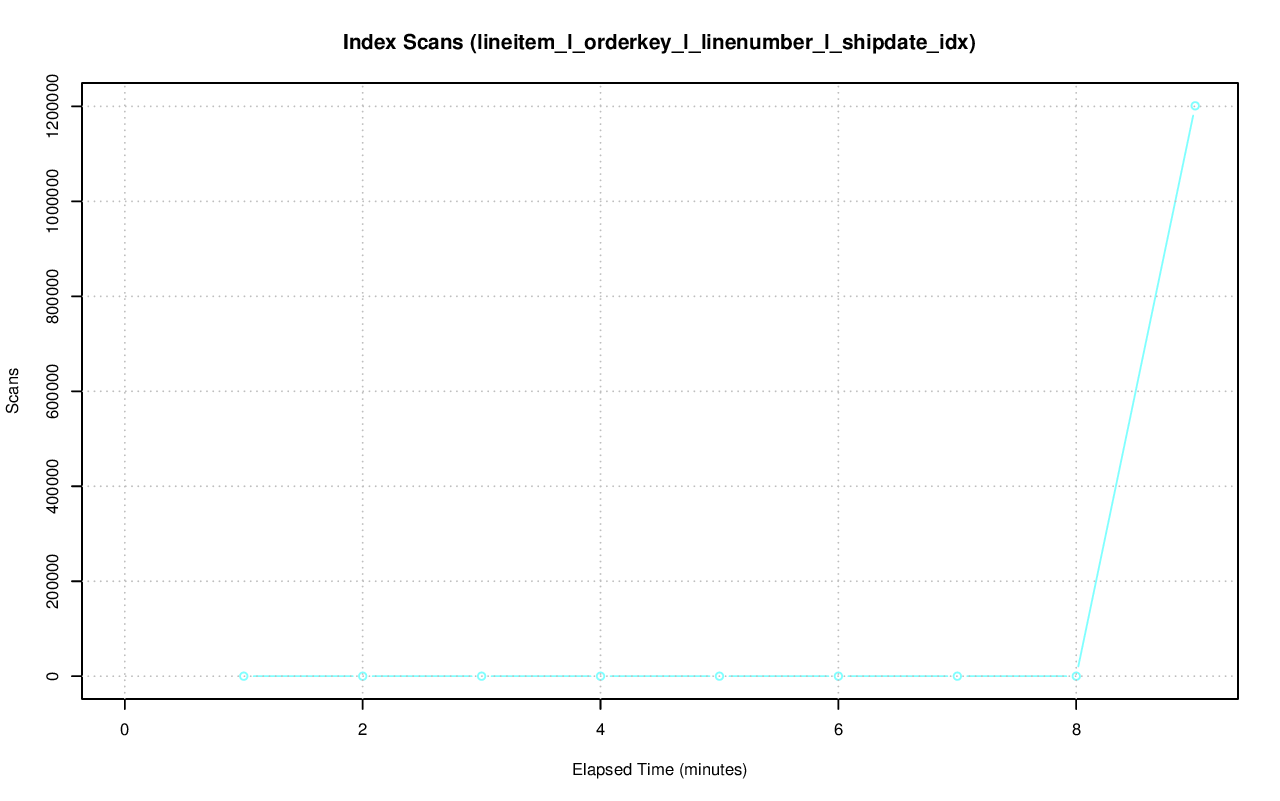 Index Scans (lineitem_l_orderkey_l_linenumber_l_shipdate_idx)
1200000
1000000
800000
600000
400000
200000
0
Scans
0 2 4 6 8
Elapsed Time (minutes)